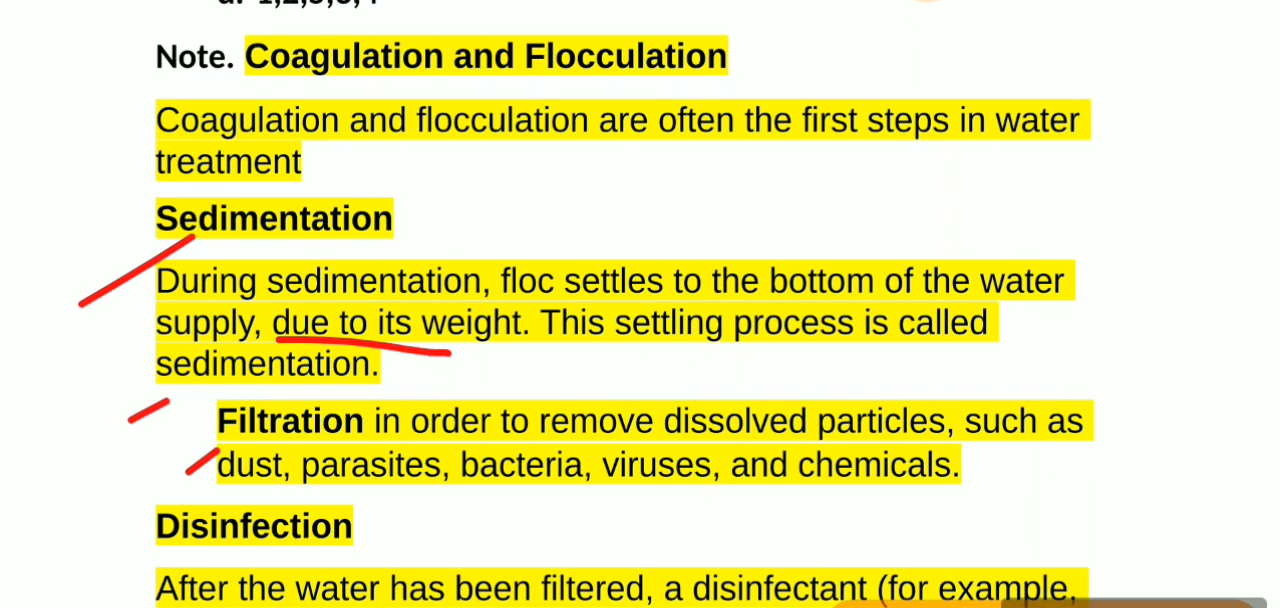 Note. Coagulation and Flocculation
Coagulation and flocculation are often the first steps in water
treatment
Sedimentation
During sedimentation, floc settles to the bottom of the water
supply, due to its weight. This settling process is called
sedimentation.
Filtration in order to remove dissolved particles, such as
dust, parasites, bacteria, viruses, and chemicals.
Disinfection
After the water has been filtered, a disinfectant (for example,